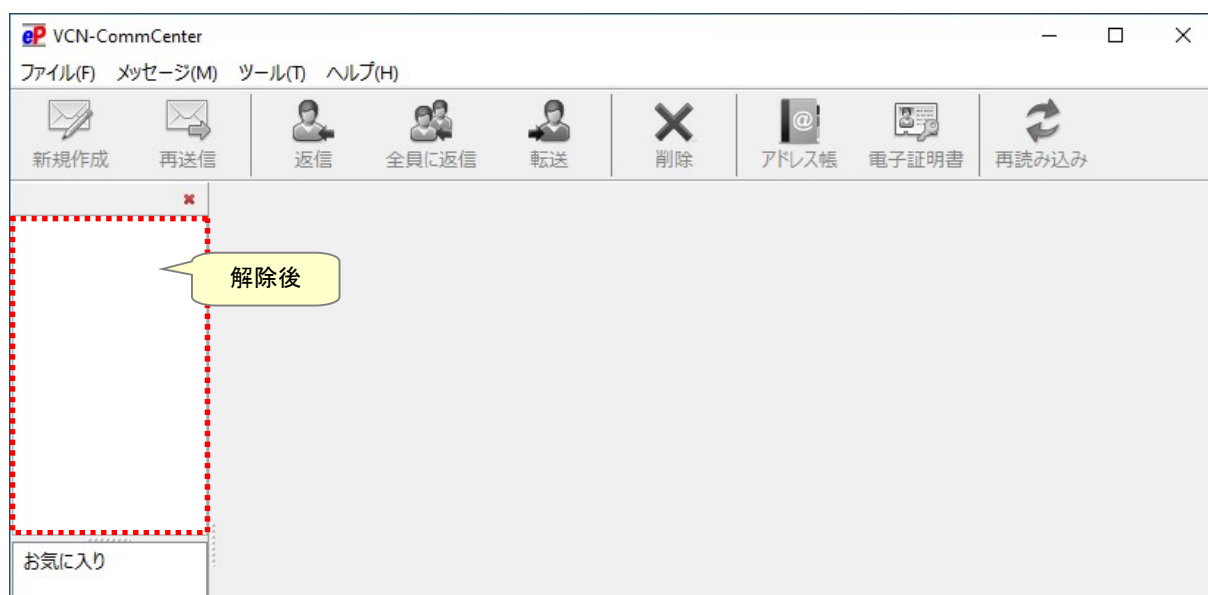 eP VCN-CommCenter
ファイル(F) メッセージ(M) ツール(T) ヘルプ(H)
新規作成 再送信 返信 全員に返信 転送 削除 アドレス帳 電子証明書 再読み込み
解除後
お気に入り